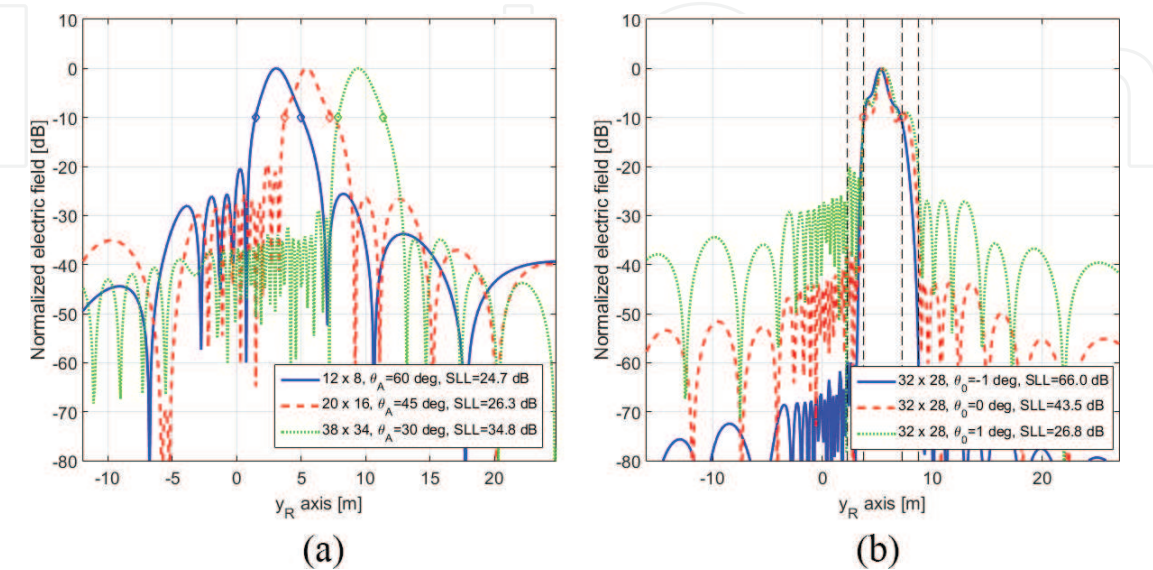 10
0
-10
-20
-30
-40
-50
-60
-70
-80
Normalized electric field [dB]
-10 -5 0 5 10 15 20
y_R axis [m]
12 x 8, θ_A=60 deg, SLL=24.7 dB
20 x 16, θ_A=45 deg, SLL=26.3 dB
38 x 34, θ_A=30 deg, SLL=34.8 dB
(a)
10
0
-10
-20
-30
-40
-50
-60
-70
-80
Normalized electric field [dB]
-10 0 10 20
y_R axis [m]
32 x 28, θ_0=-1 deg, SLL=66.0 dB
32 x 28, θ_0=0 deg, SLL=43.5 dB
32 x 28, θ_0=1 deg, SLL=26.8 dB
(b)